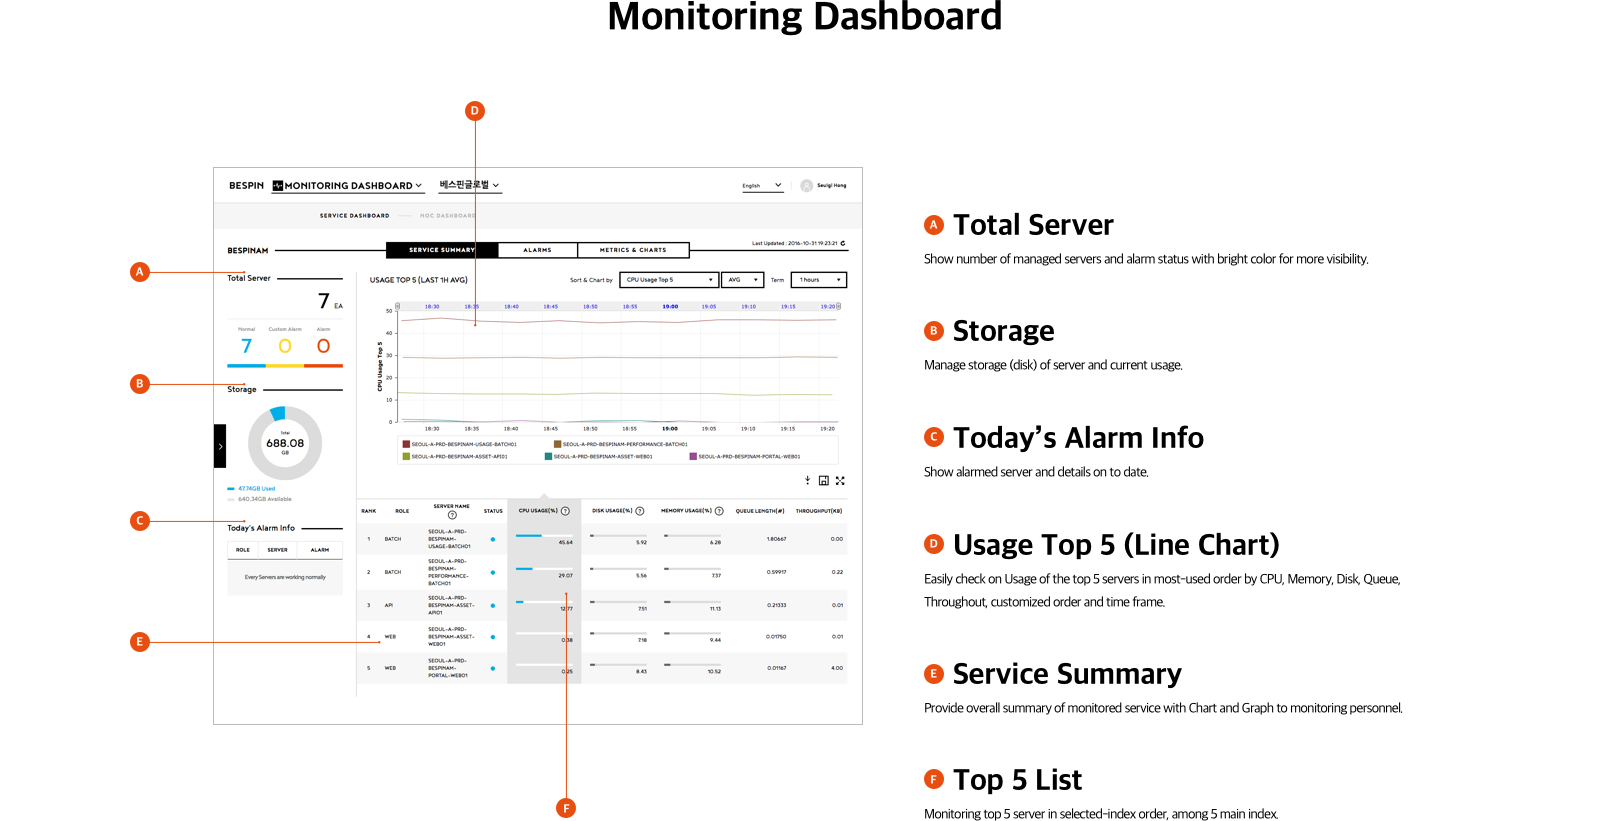 Monitoring Dashboard
D
BESPIN MONITORING DASHBOARD 베스핀글로벌 English Seulgi Hong
SERVICE DASHBOARD NOC DASHBOARD
BESPINAM SERVICE SUMMARY ALARMS METRICS & CHARTS Last Updated : 2016-10-31 19:23:21
A
Total Server
7 EA
Normal Custom Alarm Alarm
7 0 0
B
Storage
Total
688.08
GB
47.74GB Used
640.34GB Available
C
Today's Alarm Info
ROLE SERVER ALARM
Every Servers are working normally
USAGE TOP 5 (LAST 1H AVG) Sort & Chart by CPU Usage Top 5 AVG Term 1 hours
18:30 18:35 18:40 18:45 18:50 18:55 19:00 19:05 19:10 19:15 19:20
CPU Usage Top 5
50
40
30
20
10
0
18:30 18:35 18:40 18:45 18:50 18:55 19:00 19:05 19:10 19:15 19:20
SEOUL-A-PRD-BESPINAM-USAGE-BATCH01 SEOUL-A-PRD-BESPINAM-PERFORMANCE-BATCH01
SEOUL-A-PRD-BESPINAM-ASSET-API01 SEOUL-A-PRD-BESPINAM-ASSET-WEB01 SEOUL-A-PRD-BESPINAM-PORTAL-WEB01
RANK ROLE SERVER NAME ? STATUS CPU USAGE(%) ? DISK USAGE(%) ? MEMORY USAGE(%) ? QUEUE LENGTH(#) THROUGHPUT(KB)
1 BATCH SEOUL-A-PRD-
BESPINAM-
USAGE-BATCH01 45.64 5.92 6.28 1.80667 0.00
2 BATCH SEOUL-A-PRD-
BESPINAM-
PERFORMANCE-
BATCH01 29.07 5.56 7.37 0.59917 0.22
3 API SEOUL-A-PRD-
BESPINAM-ASSET-
API01 12.77 7.51 11.13 0.21333 0.01
E
4 WEB SEOUL-A-PRD-
BESPINAM-ASSET-
WEB01 0.38 7.18 9.44 0.01750 0.01
5 WEB SEOUL-A-PRD-
BESPINAM-
PORTAL-WEB01 0.25 8.43 10.52 0.01167 4.00
F
A Total Server
Show number of managed servers and alarm status with bright color for more visibility.
B Storage
Manage storage (disk) of server and current usage.
C Today's Alarm Info
Show alarmed server and details on to date.
D Usage Top 5 (Line Chart)
Easily check on Usage of the top 5 servers in most-used order by CPU, Memory, Disk, Queue,
Throughout, customized order and time frame.
E Service Summary
Provide overall summary of monitored service with Chart and Graph to monitoring personnel.
F Top 5 List
Monitoring top 5 server in selected-index order, among 5 main index.